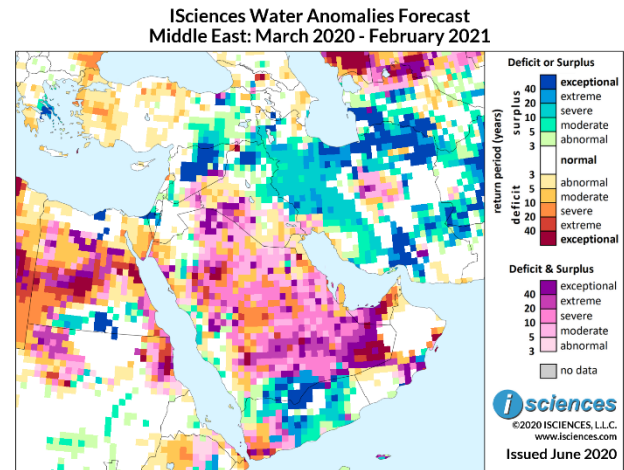 ISciences Water Anomalies Forecast
Middle East: March 2020 - February 2021
Deficit or Surplus
return period (years)
surplus
deficit
exceptional
40
extreme
20
severe
10
moderate
5
abnormal
3
normal
3
abnormal
5
moderate
10
severe
20
extreme
40
exceptional
Deficit & Surplus
exceptional
40
extreme
20
severe
10
moderate
5
abnormal
3
no data
i sciences
©2020 ISCIENCES, L.L.C.
www.isciences.com
Issued June 2020